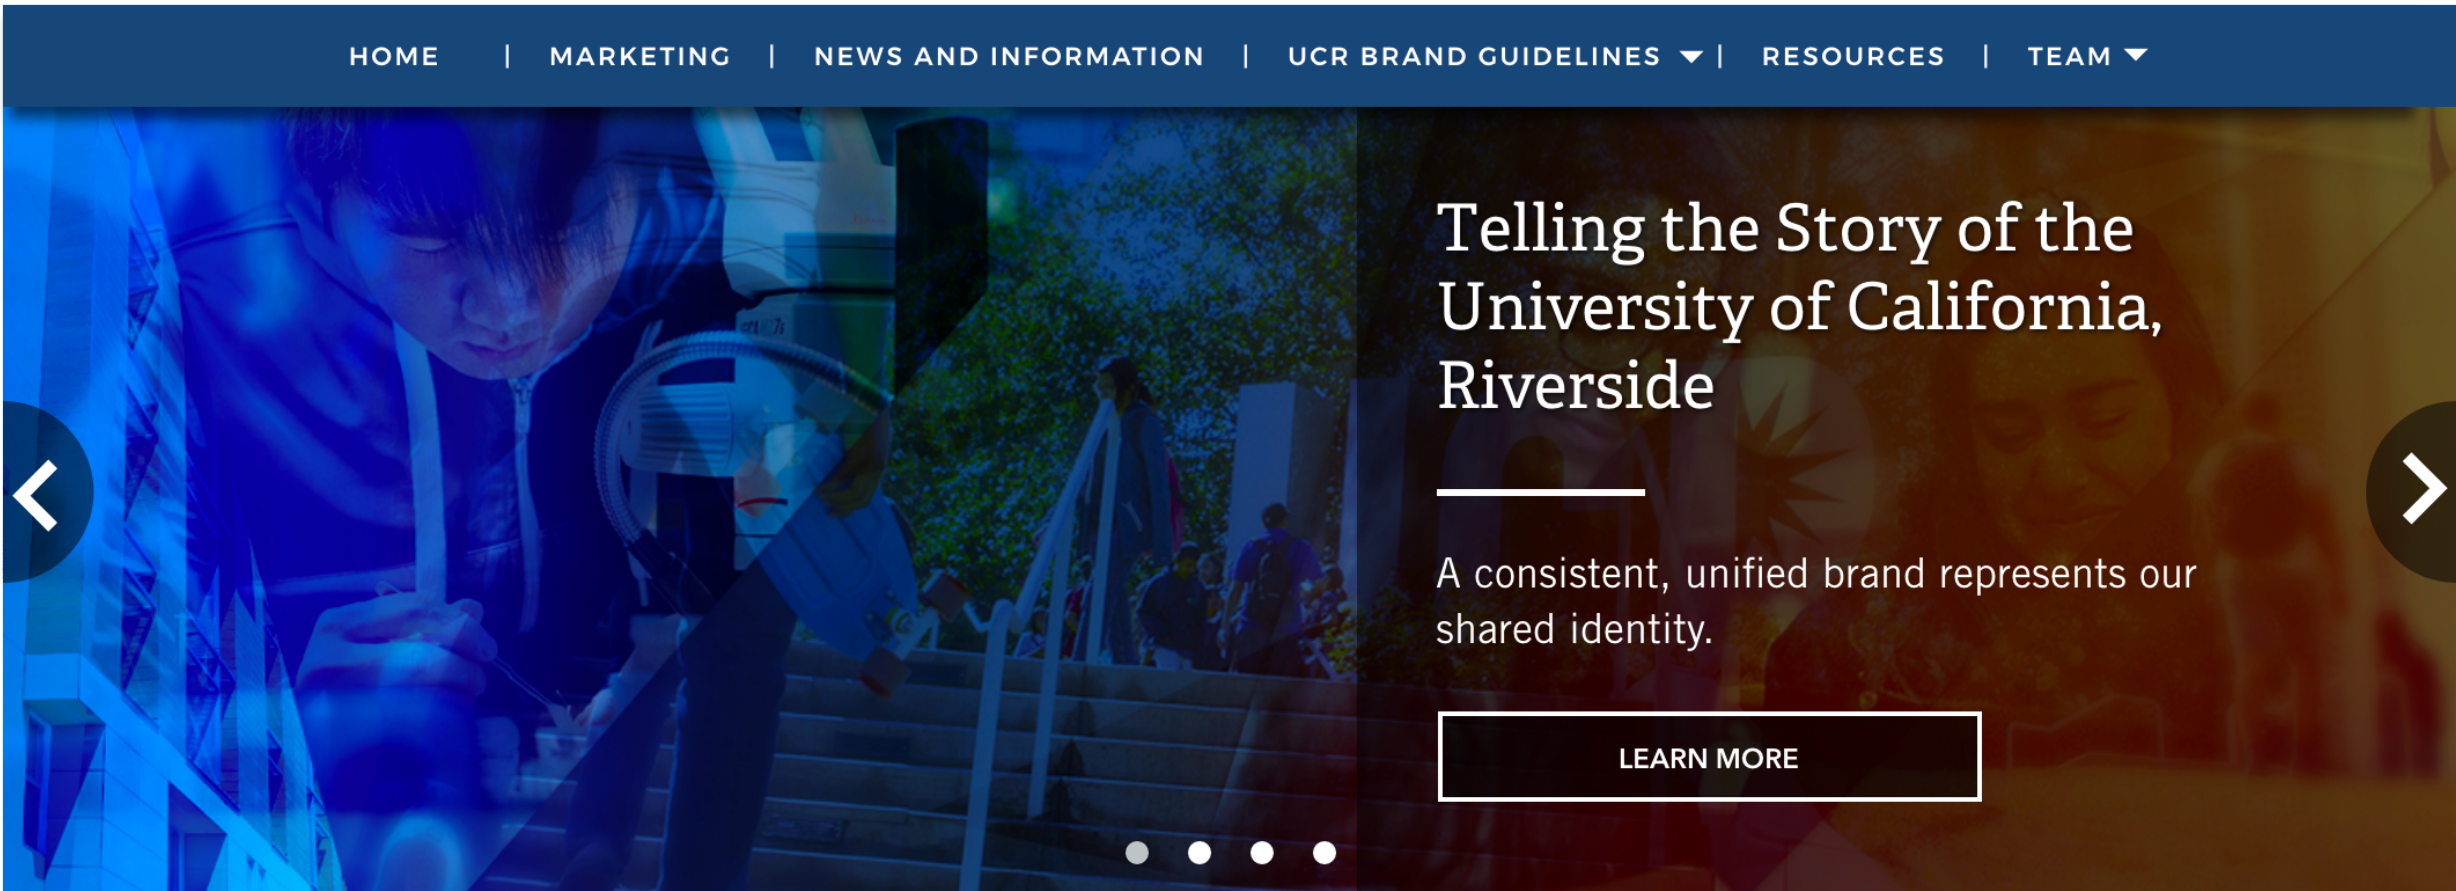 HOME | MARKETING | NEWS AND INFORMATION | UCR BRAND GUIDELINES | RESOURCES | TEAM
Telling the Story of the
University of California,
Riverside
A consistent, unified brand represents our
shared identity.
LEARN MORE